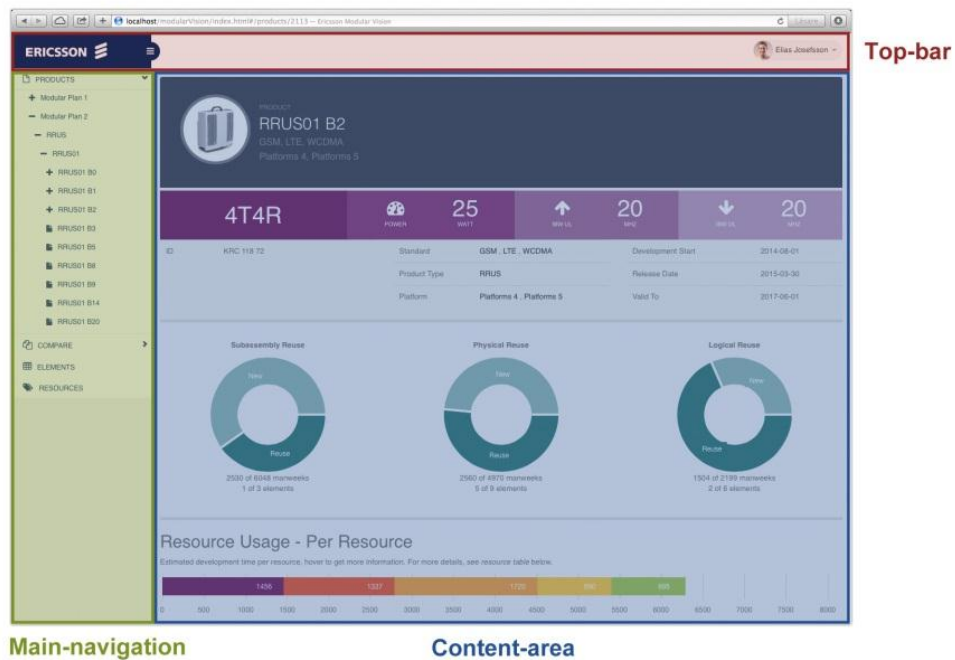 localhost/modularVision/index.html#/products/2113 — Ericsson Modular Vision
ERICSSON
Elias Josefsson
Top-bar
PRODUCTS
Modular Plan 1
Modular Plan 2
RRUS
RRUS01
RRUS01 B0
RRUS01 B1
RRUS01 B2
RRUS01 B3
RRUS01 B5
RRUS01 B8
RRUS01 B9
RRUS01 B14
RRUS01 B20
COMPARE
ELEMENTS
RESOURCES
PRODUCT
RRUS01 B2
GSM, LTE, WCDMA
Platforms 4, Platforms 5
4T4R
POWER
25
WATT
20
MHZ
20
MHZ
ID KRC 118 72 Standard GSM , LTE , WCDMA Development Start 2014-08-01
Product Type RRUS Release Date 2015-03-30
Platform Platforms 4 , Platforms 5 Valid To 2017-06-01
Subassembly Reuse Physical Reuse Logical Reuse
New New New
Reuse Reuse Reuse
2530 of 6048 manweeks 2560 of 4970 manweeks 1504 of 2199 manweeks
1 of 3 elements 5 of 9 elements 2 of 6 elements
Resource Usage - Per Resource
Estimated development time per resource, hover to get more information. For more details, see resource table below.
1456 1337
0 500 1000 1500 2000 2500 3000 3500 4000 4500 5000 5500 6000 6500 7000 7500 8000
Main-navigation Content-area